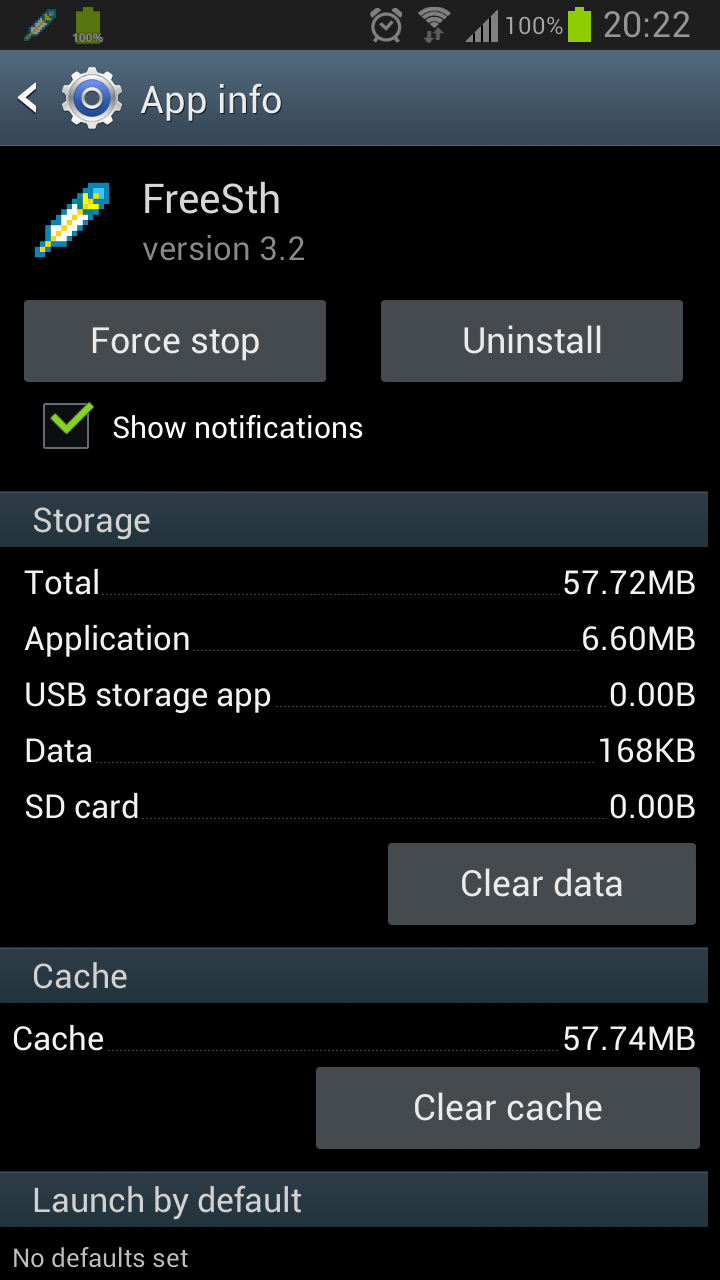 100%
100% 20:22
App info
FreeSth
version 3.2
Force stop Uninstall
Show notifications
Storage
Total 57.72MB
Application 6.60MB
USB storage app 0.00B
Data 168KB
SD card 0.00B
Clear data
Cache
Cache 57.74MB
Clear cache
Launch by default
No defaults set